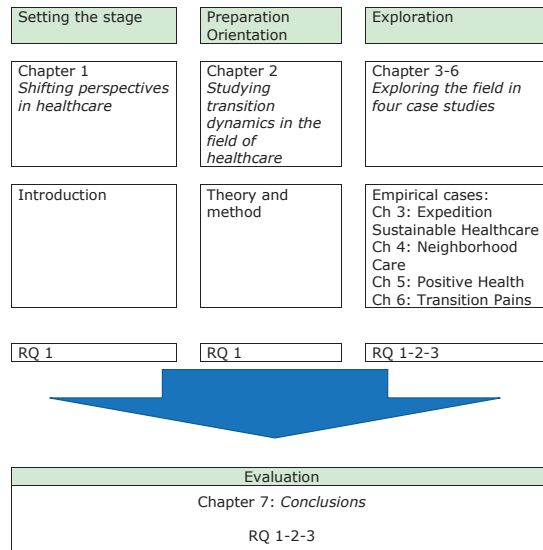 Setting the stage
Preparation
Orientation
Exploration
Chapter 1
Shifting perspectives
in healthcare
Chapter 2
Studying
transition
dynamics in the
field of
healthcare
Chapter 3-6
Exploring the field in
four case studies
Introduction
Theory and
method
Empirical cases:
Ch 3: Expedition
Sustainable Healthcare
Ch 4: Neighborhood
Care
Ch 5: Positive Health
Ch 6: Transition Pains
RQ 1
RQ 1
RQ 1-2-3
Evaluation
Chapter 7: Conclusions
RQ 1-2-3